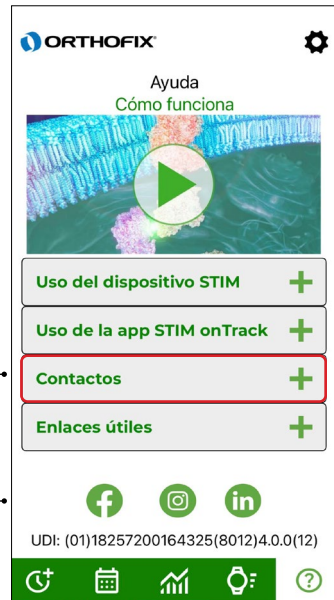 ORTHOFIX
Ayuda
Cómo funciona
Uso del dispositivo STIM
Uso de la app STIM onTrack
Contactos
Enlaces útiles
UDI: (01)18257200164325(8012)4.0.0(12)